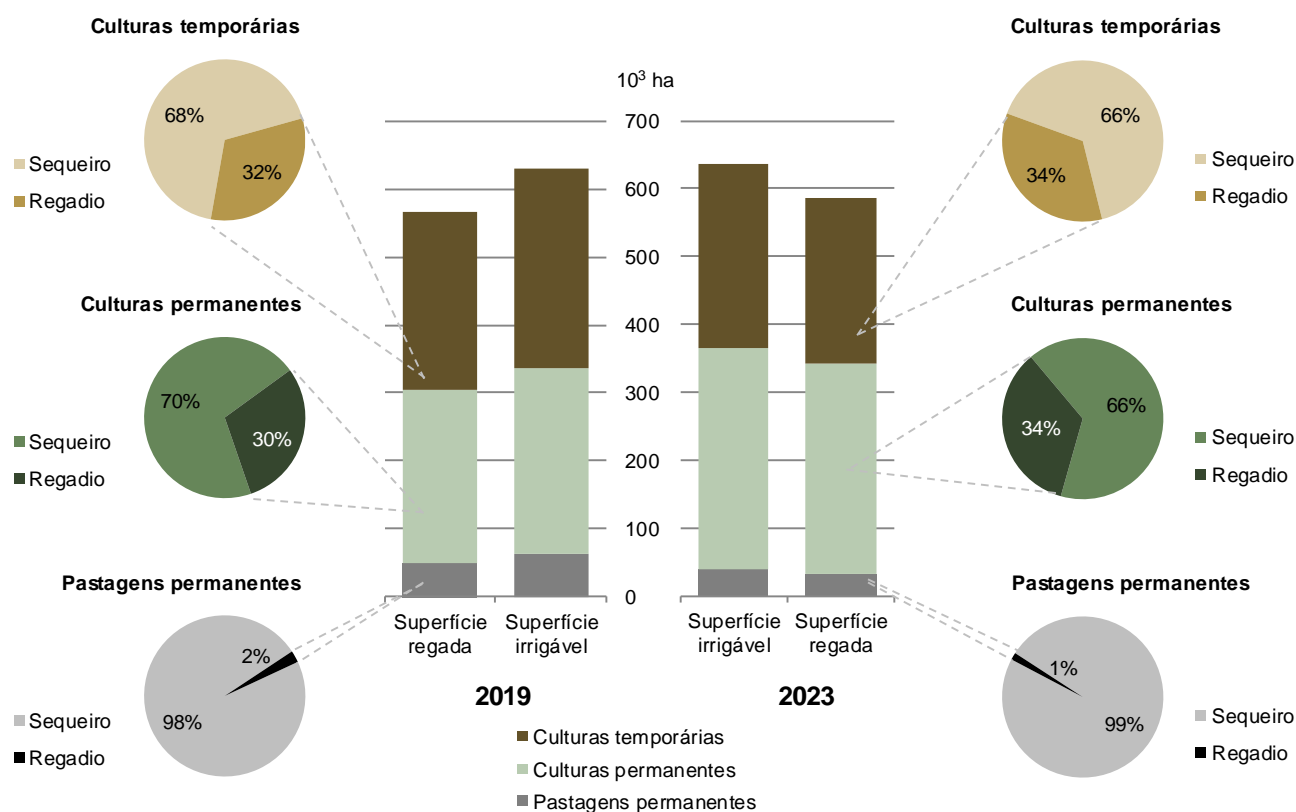 Culturas temporárias
68%
32%
Sequeiro
Regadio
Culturas permanentes
70%
30%
Sequeiro
Regadio
Pastagens permanentes
2%
98%
Sequeiro
Regadio
10³ ha
700
600
500
400
300
200
100
0
Superfície
regada
Superfície
irrigável
Superfície
irrigável
Superfície
regada
2019
2023
Culturas temporárias
Culturas permanentes
Pastagens permanentes
Culturas temporárias
66%
34%
Sequeiro
Regadio
Culturas permanentes
66%
34%
Sequeiro
Regadio
Pastagens permanentes
1%
99%
Sequeiro
Regadio